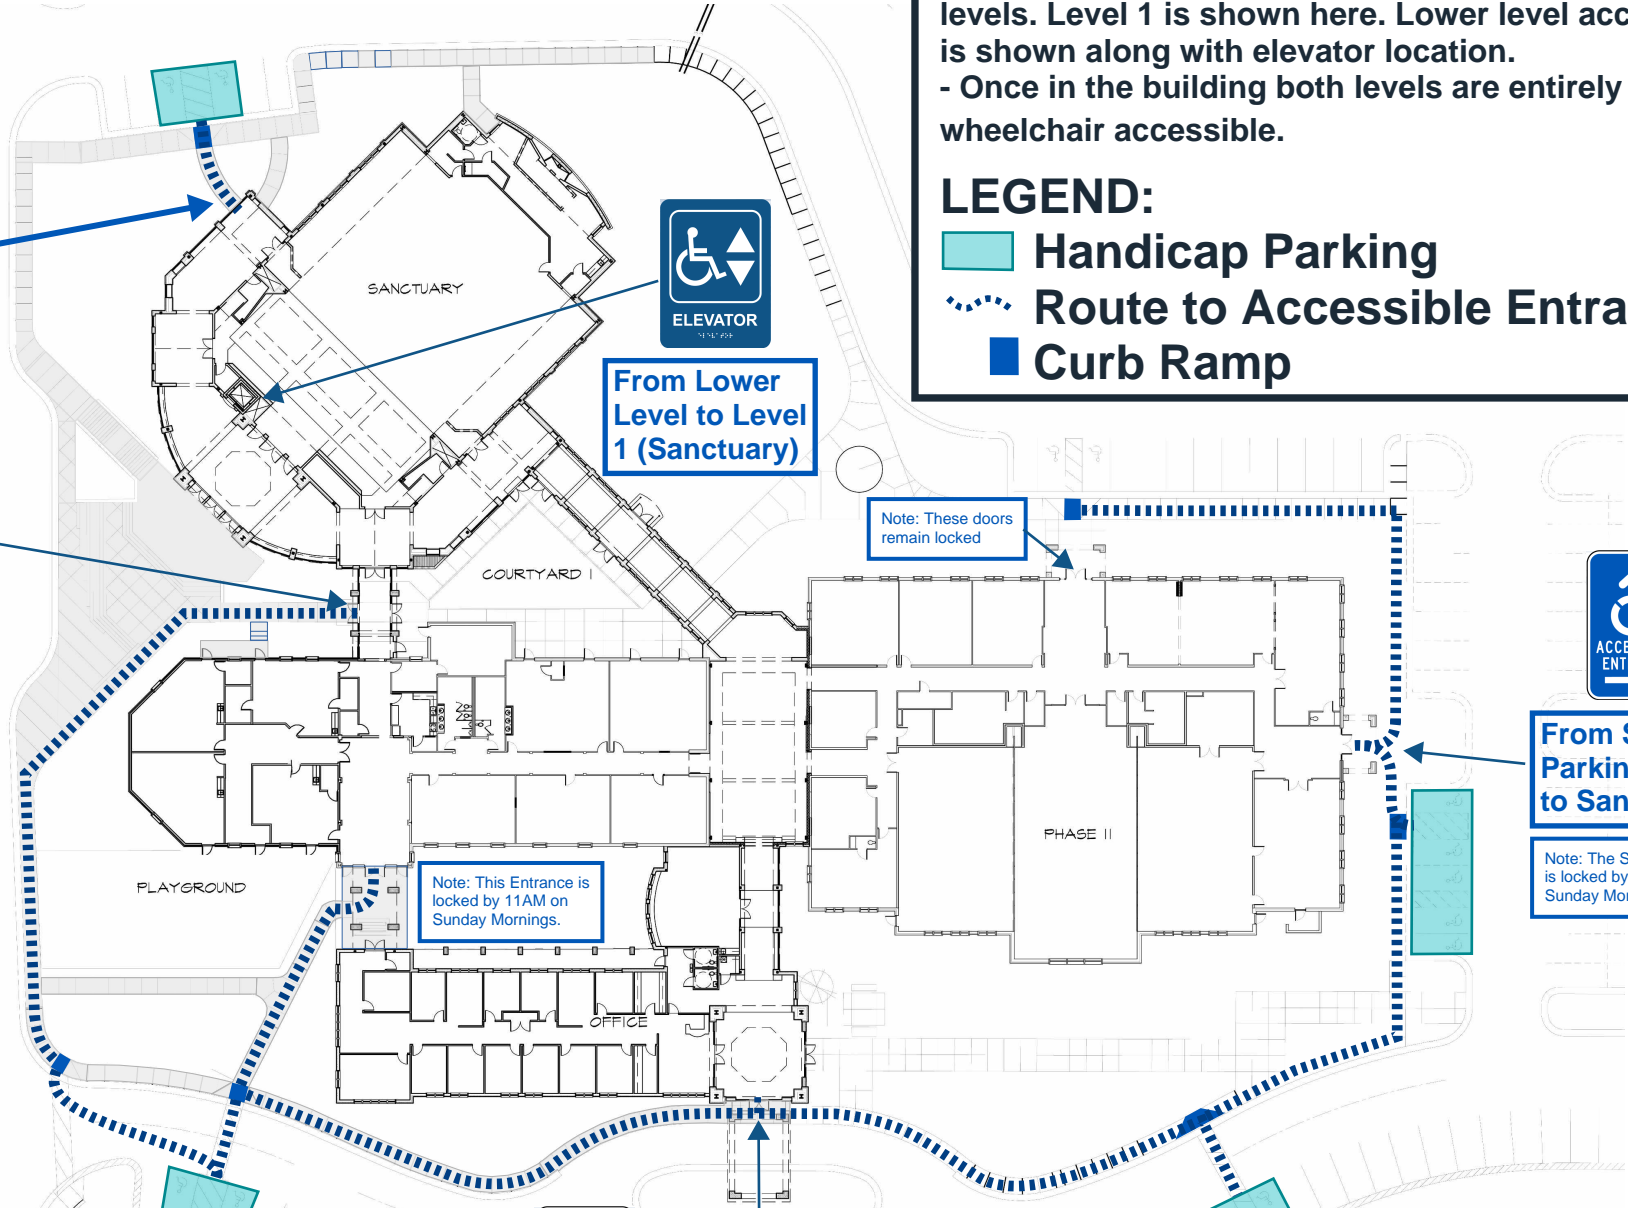 levels. Level 1 is shown here. Lower level acc
is shown along with elevator location.
- Once in the building both levels are entirely
wheelchair accessible.
LEGEND:
Handicap Parking
Route to Accessible Entra
Curb Ramp
SANCTUARY
ELEVATOR
From Lower
Level to Level
1 (Sanctuary)
Note: These doors
remain locked
COURTYARD I
ACCE
ENT
From S
Parkin
to San
Note: The S
is locked by
Sunday Mor
PHASE II
PLAYGROUND
Note: This Entrance is
locked by 11AM on
Sunday Mornings.
OFFICE